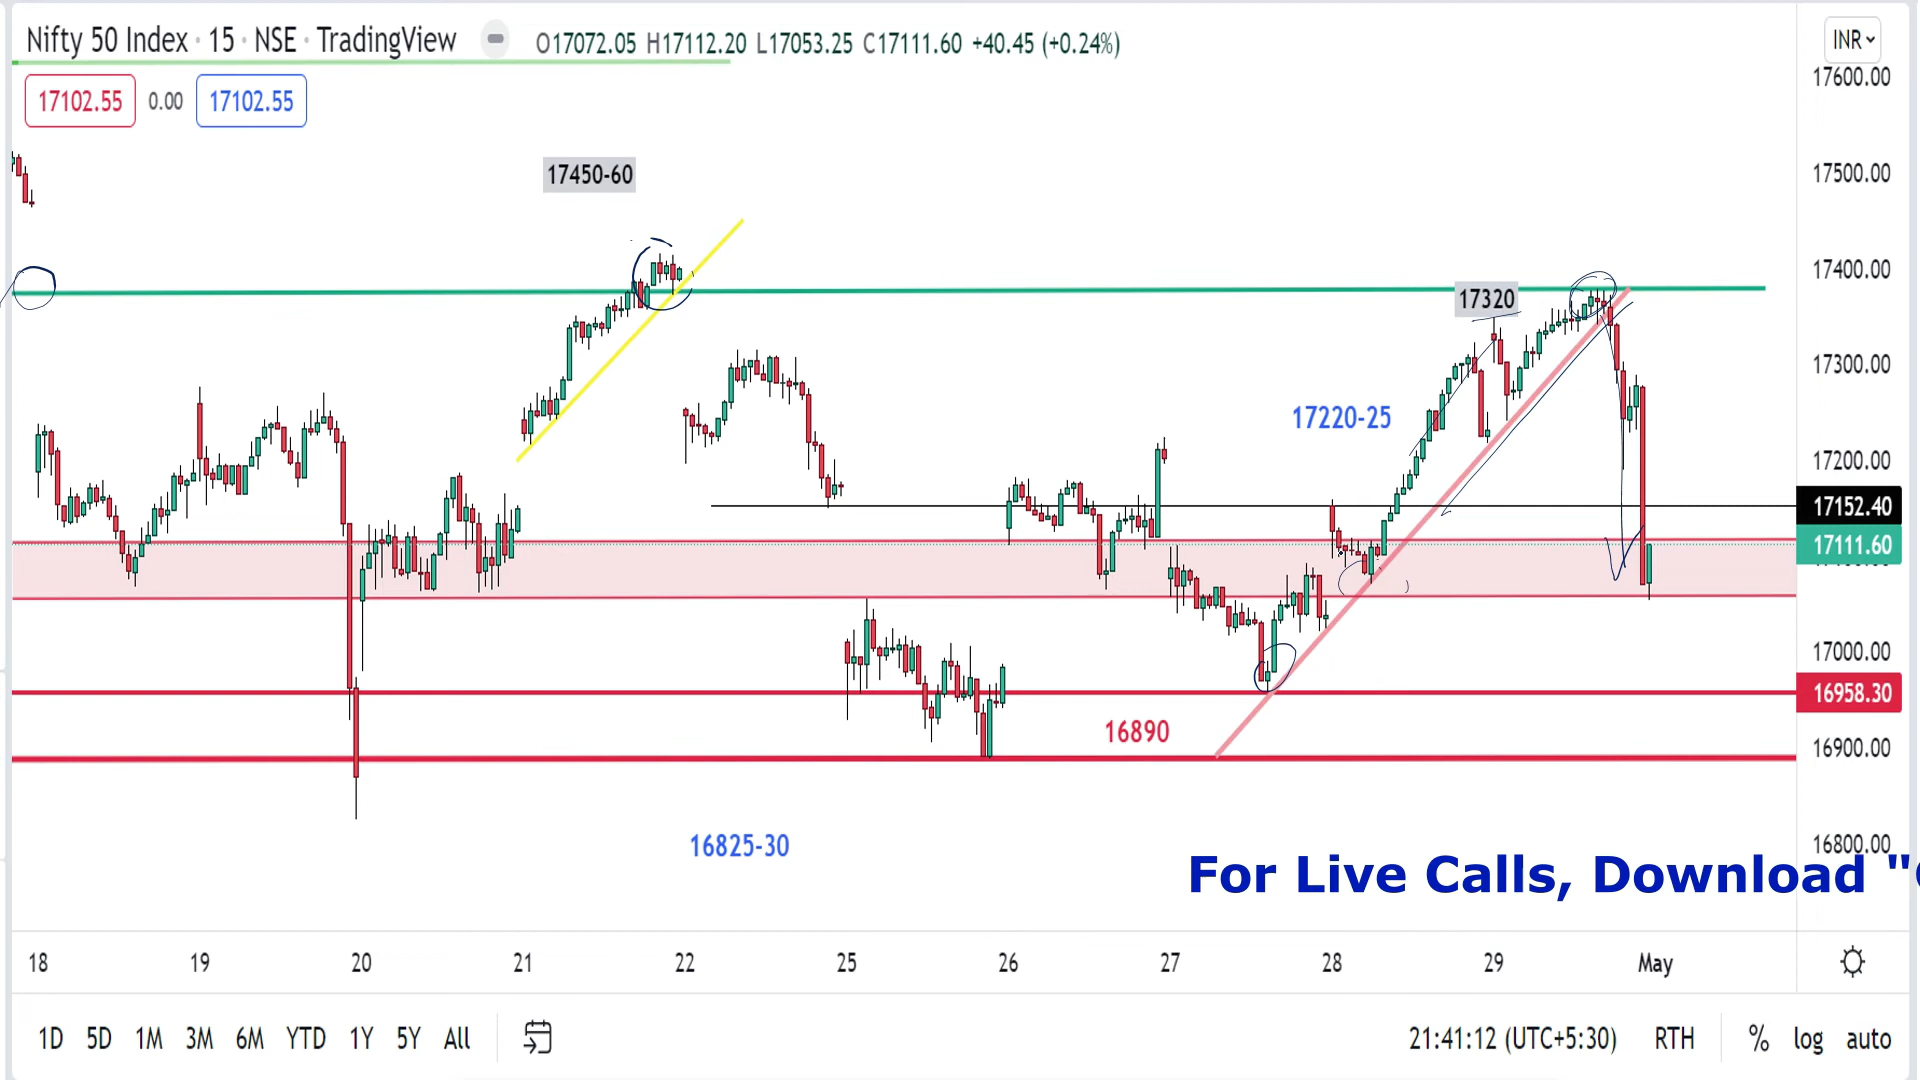 Nifty 50 Index · 15 · NSE · TradingView
O17072.05 H17112.20 L17053.25 C17111.60 +40.45 (+0.24%)
INR
17102.55 0.00 17102.55
17600.00
17500.00
17450-60
17400.00
17320
17300.00
17220-25
17200.00
17152.40
17111.60
17000.00
16958.30
16890
16900.00
16825-30
16800.00
For Live Calls, Download "
18 19 20 21 22 25 26 27 28 29 May
1D 5D 1M 3M 6M YTD 1Y 5Y All
21:41:12 (UTC+5:30) RTH % log auto